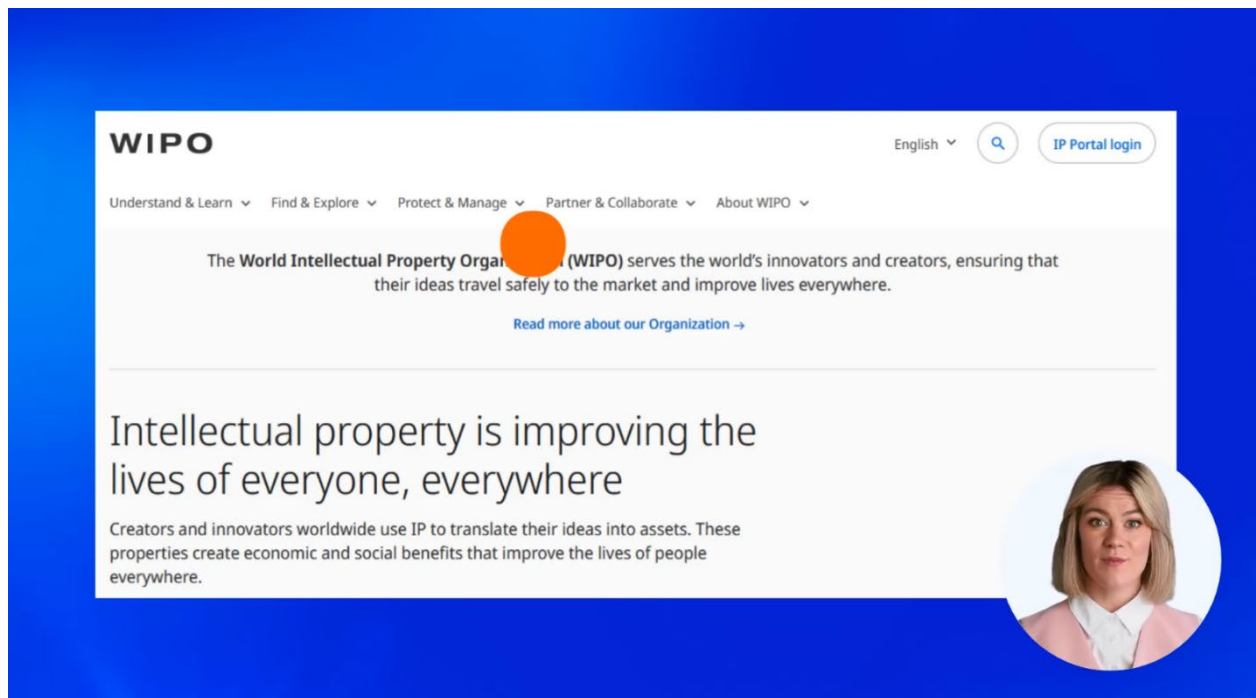 WIPO
English
IP Portal login
Understand & Learn Find & Explore Protect & Manage Partner & Collaborate About WIPO
The World Intellectual Property Organ (WIPO) serves the world's innovators and creators, ensuring that
their ideas travel safely to the market and improve lives everywhere.
Read more about our Organization →
Intellectual property is improving the
lives of everyone, everywhere
Creators and innovators worldwide use IP to translate their ideas into assets. These
properties create economic and social benefits that improve the lives of people
everywhere.